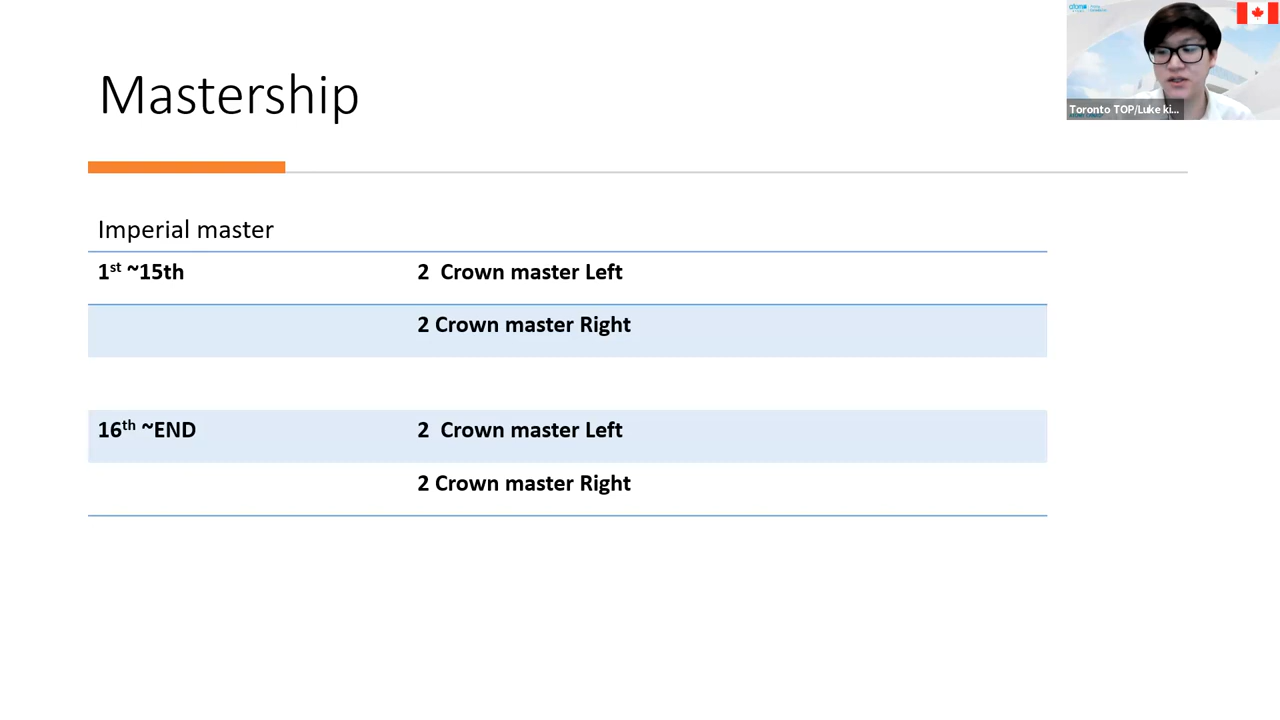 Mastership
atomy
Toronto TOP/Luke ki...
Imperial master
1st ~15th 2 Crown master Left
2 Crown master Right
16th ~END 2 Crown master Left
2 Crown master Right